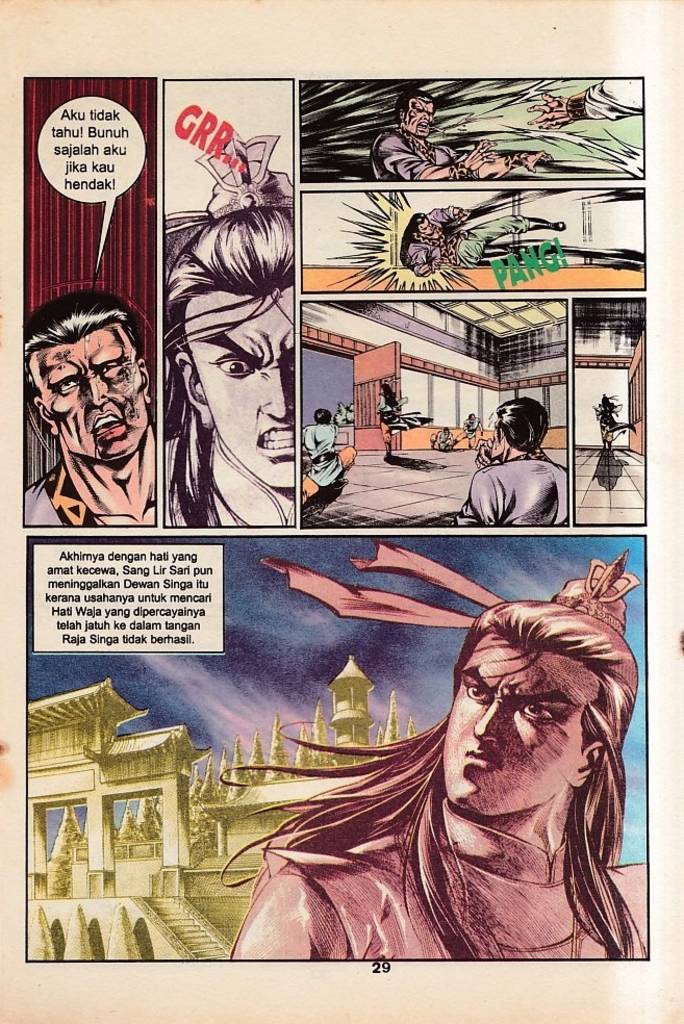 Aku tidak
tahu! Bunuh
sajalah aku
jika kau
hendak!
GRR...
PANG!
Akhirnya dengan hati yang
amat kecewa, Sang Lir Sari pun
meninggalkan Dewan Singa itu
kerana usahanya untuk mencari
Hati Waja yang dipercayainya
telah jatuh ke dalam tangan
Raja Singa tidak berhasil.
29